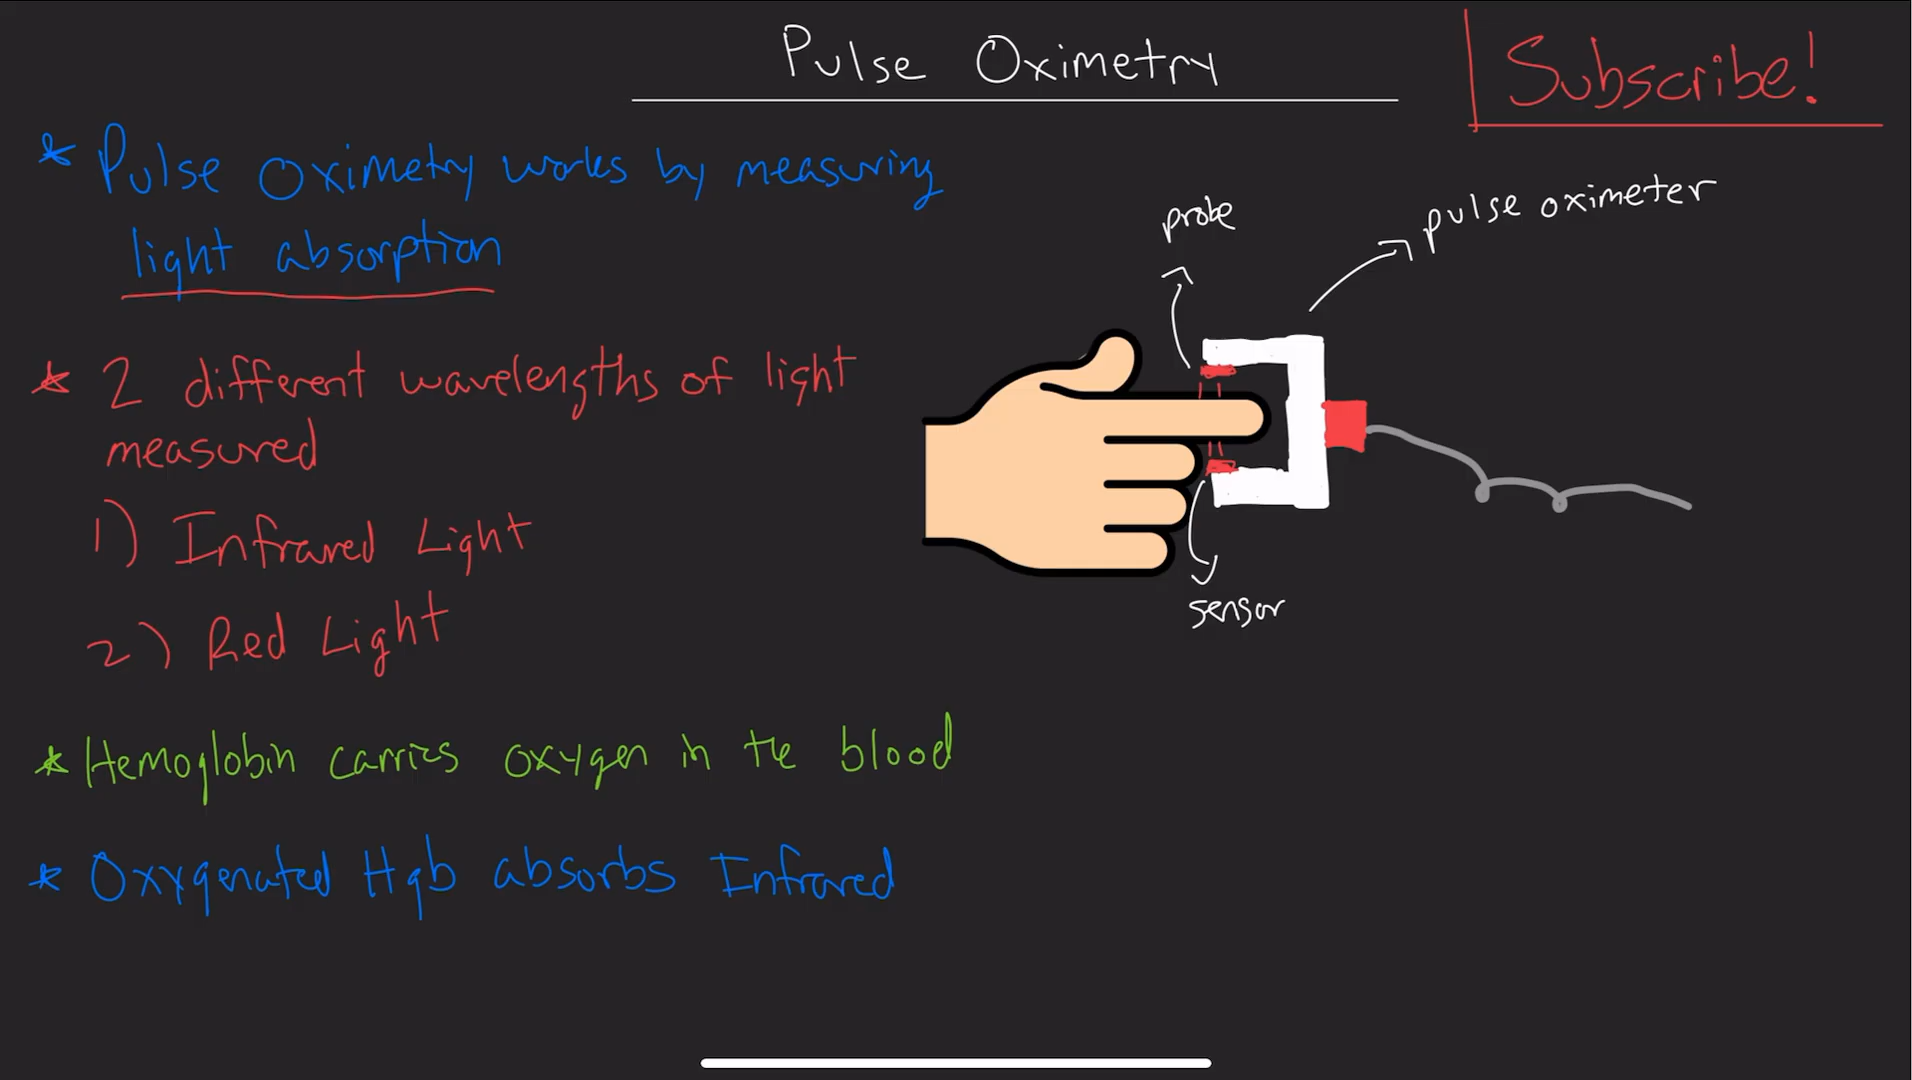 Pulse Oximetry
Subscribe!
* Pulse Oximetry works by measuring
light absorption
* 2 different wavelengths of light
measured
1) Infrared Light
2) Red Light
* Hemoglobin carries oxygen in the blood
* Oxygenated Hgb absorbs Infrared
probe
pulse oximeter
sensor